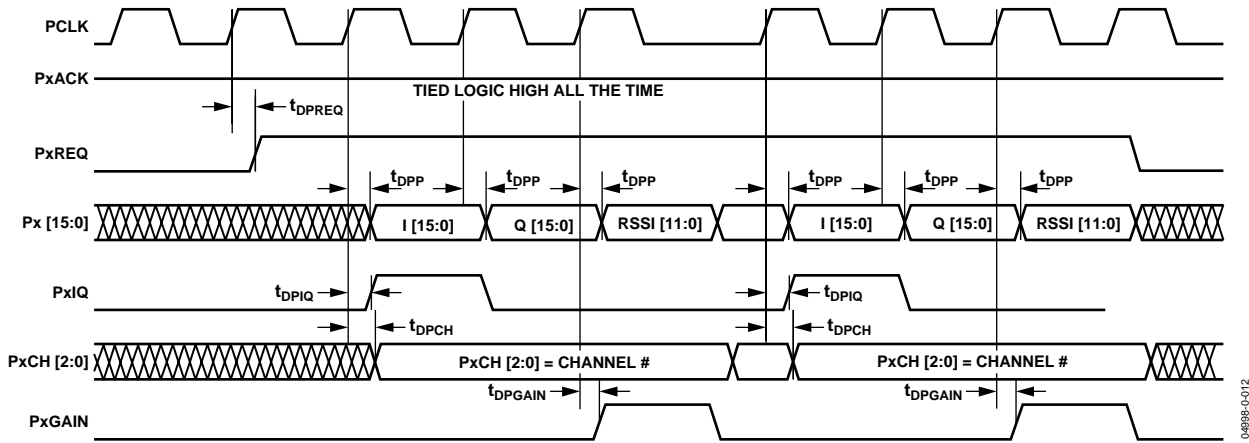 PCLK
PxACK
TIED LOGIC HIGH ALL THE TIME
tDPREQ
PxREQ
tDPP tDPP tDPP tDPP tDPP tDPP
Px [15:0] I [15:0] Q [15:0] RSSI [11:0] I [15:0] Q [15:0] RSSI [11:0]
PxIQ
tDPIQ tDPIQ
tDPCH tDPCH
PxCH [2:0] PxCH [2:0] = CHANNEL # PxCH [2:0] = CHANNEL #
tDPGAIN tDPGAIN
PxGAIN
04998-0-012